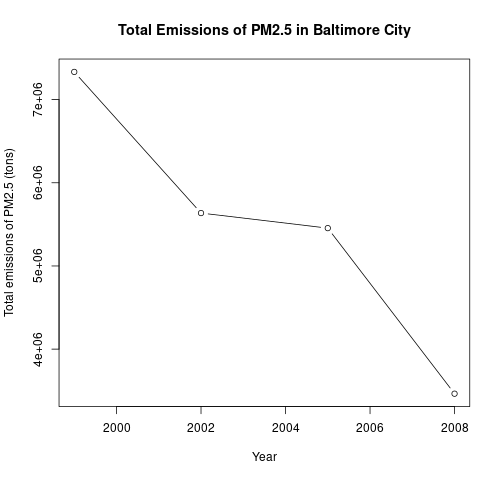 Total Emissions of PM2.5 in Baltimore City
Total emissions of PM2.5 (tons)
7e+06
6e+06
5e+06
4e+06
2000 2002 2004 2006 2008
Year